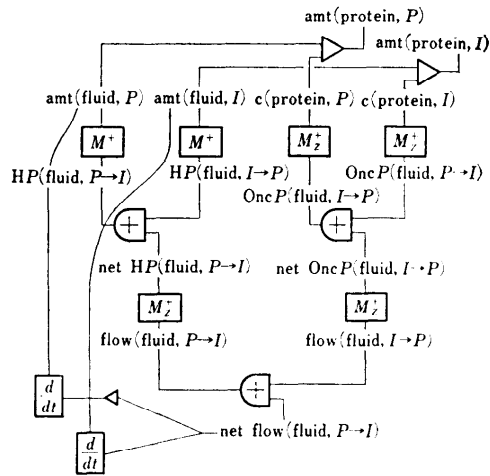 amt(protein, P)
amt(protein, I)
amt(fluid, P) amt(fluid, I) c(protein, P) c(protein, I)
M+ M+ M+z M+z
HP(fluid, P→I) HP(fluid, I→P) OncP(fluid, P→I)
OncP(fluid, I→P)
+ +
net HP(fluid, P→I) net OncP(fluid, I→P)
M+z M+z
flow(fluid, P→I) flow(fluid, I→P)
+
d/dt
net flow(fluid, P→I)
d/dt